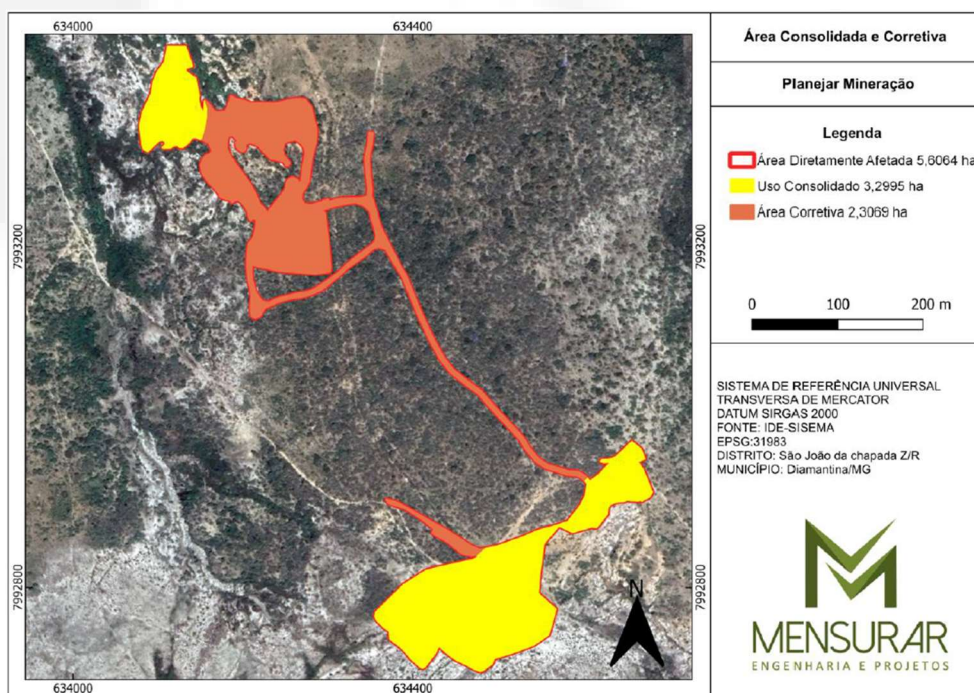 634000
634400
7993200
7992800
7993200
7992800
634000
634400
N
Área Consolidada e Corretiva
Planejar Mineração
Legenda
Área Diretamente Afetada 5,6064 ha
Uso Consolidado 3,2995 ha
Área Corretiva 2,3069 ha
0 100 200 m
SISTEMA DE REFERÊNCIA UNIVERSAL
TRANSVERSA DE MERCATOR
DATUM SIRGAS 2000
FONTE: IDE-SISEMA
EPSG:31983
DISTRITO: São João da chapada Z/R
MUNICÍPIO: Diamantina/MG
MENSURAR
ENGENHARIA E PROJETOS